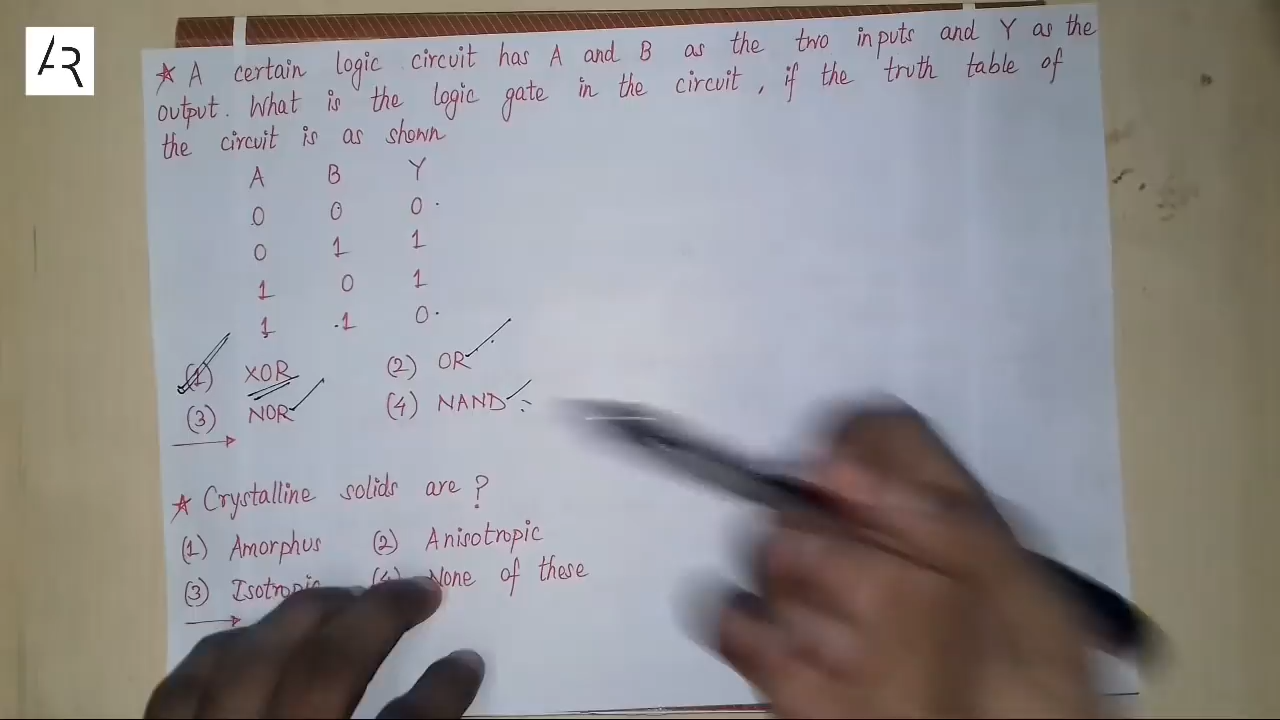 AR
☆ A certain logic circuit has A and B as the two inputs and Y as the
output. What is the logic gate in the circuit, if the truth table of
the circuit is as shown
A B Y
0 0 0
0 1 1
1 0 1
1 1 0
(1) XOR (2) OR
(3) NOR (4) NAND
☆ Crystalline solids are ?
(1) Amorphus (2) Anisotropic
(3) Isotropic (4) None of these